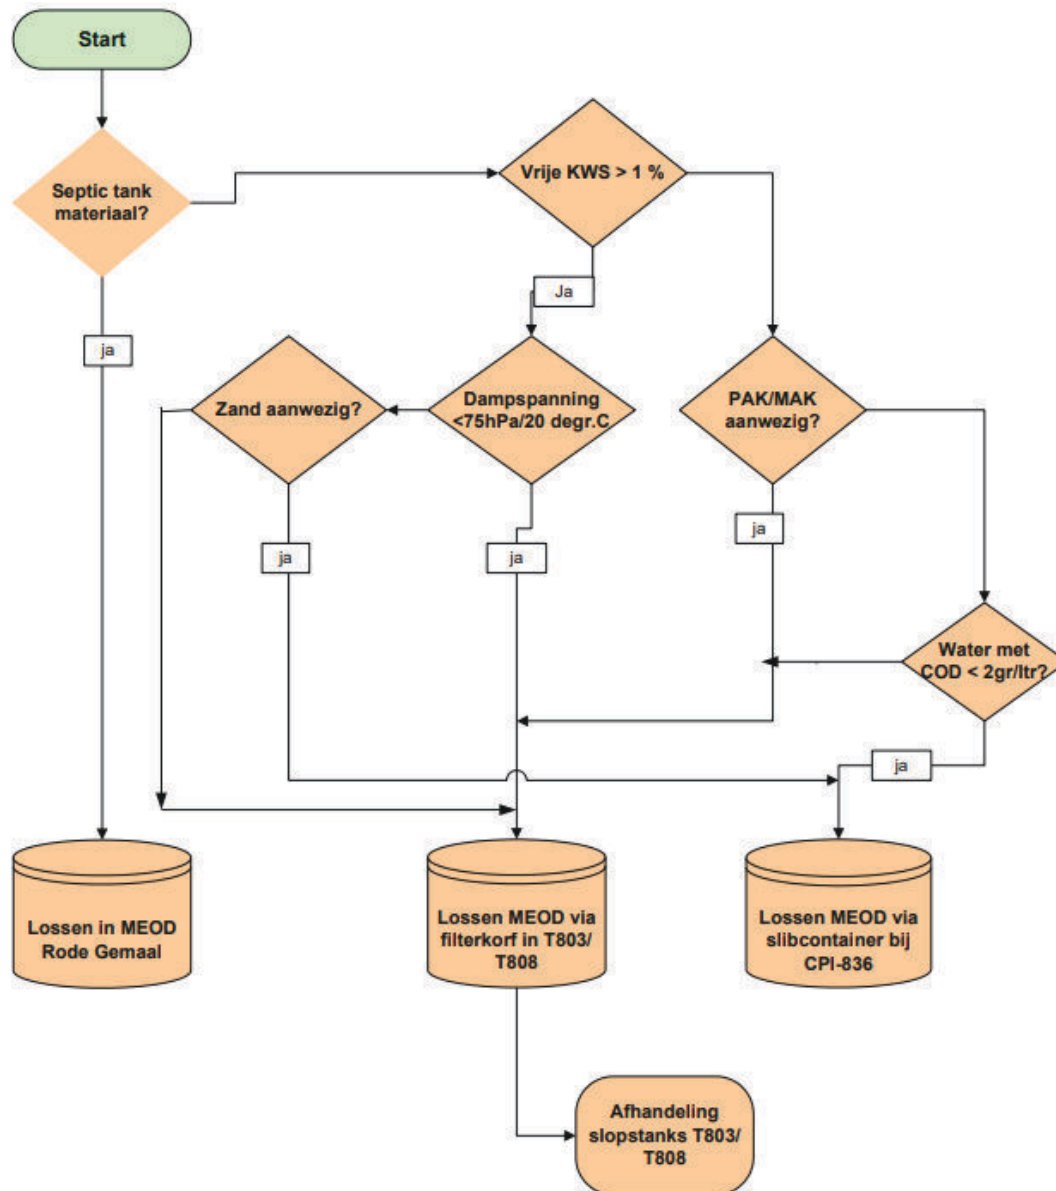 Start
Septic tank
materiaal?
Vrije KWS > 1 %
Ja
ja
Zand aanwezig?
Dampspanning
<75hPa/20 degr.C
PAK/MAK
aanwezig?
ja
ja
ja
Water met
COD < 2gr/ltr?
ja
Lossen in MEOD
Rode Gemaal
Lossen MEOD via
filterkorf in T803/
T808
Lossen MEOD via
slibcontainer bij
CPI-836
Afhandeling
slopstanks T803/
T808